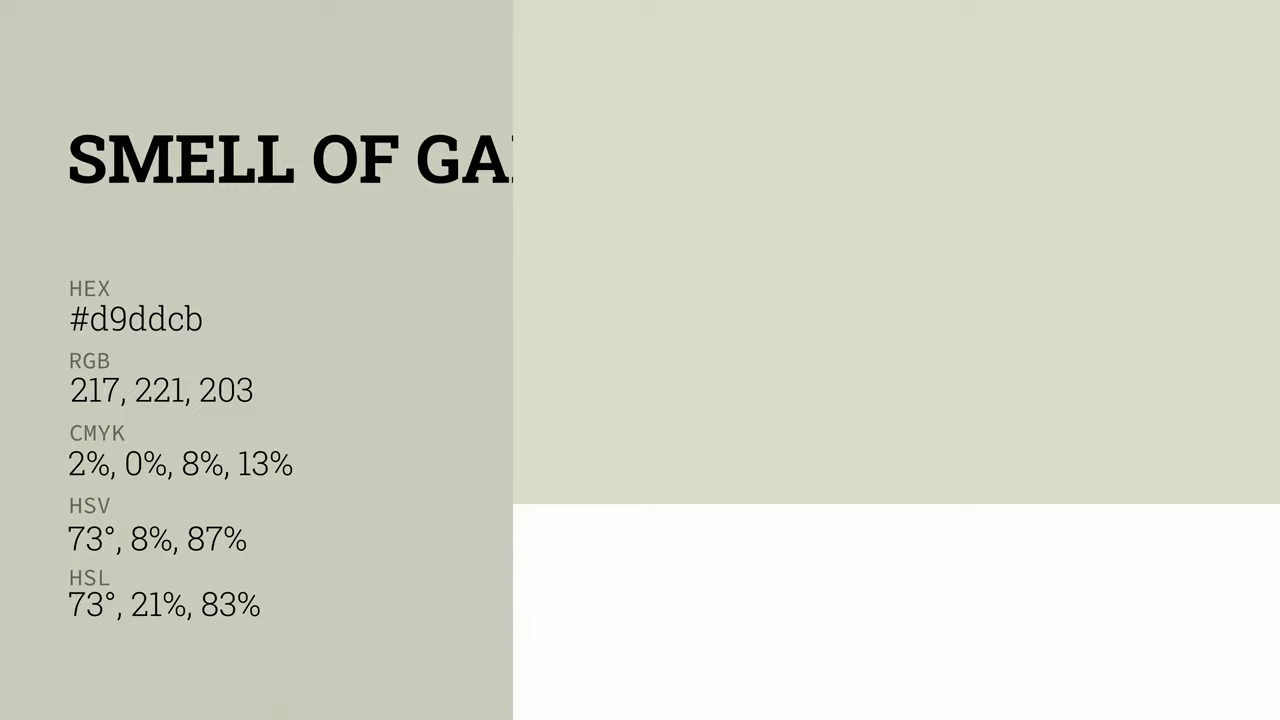 SMELL OF
HEX
#d9ddcb
RGB
217, 221, 203
CMYK
2%, 0%, 8%, 13%
HSV
73°, 8%, 87%
HSL
73°, 21%, 83%